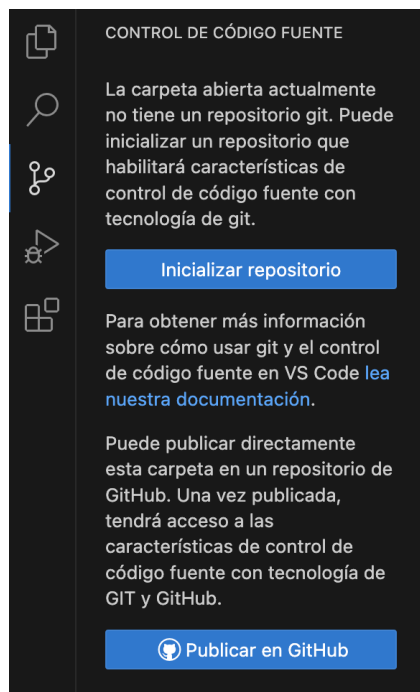 CONTROL DE CÓDIGO FUENTE
La carpeta abierta actualmente
no tiene un repositorio git. Puede
inicializar un repositorio que
habilitará características de
control de código fuente con
tecnología de git.
Inicializar repositorio
Para obtener más información
sobre cómo usar git y el control
de código fuente en VS Code lea
nuestra documentación.
Puede publicar directamente
esta carpeta en un repositorio de
GitHub. Una vez publicada,
tendrá acceso a las
características de control de
código fuente con tecnología de
GIT y GitHub.
Publicar en GitHub